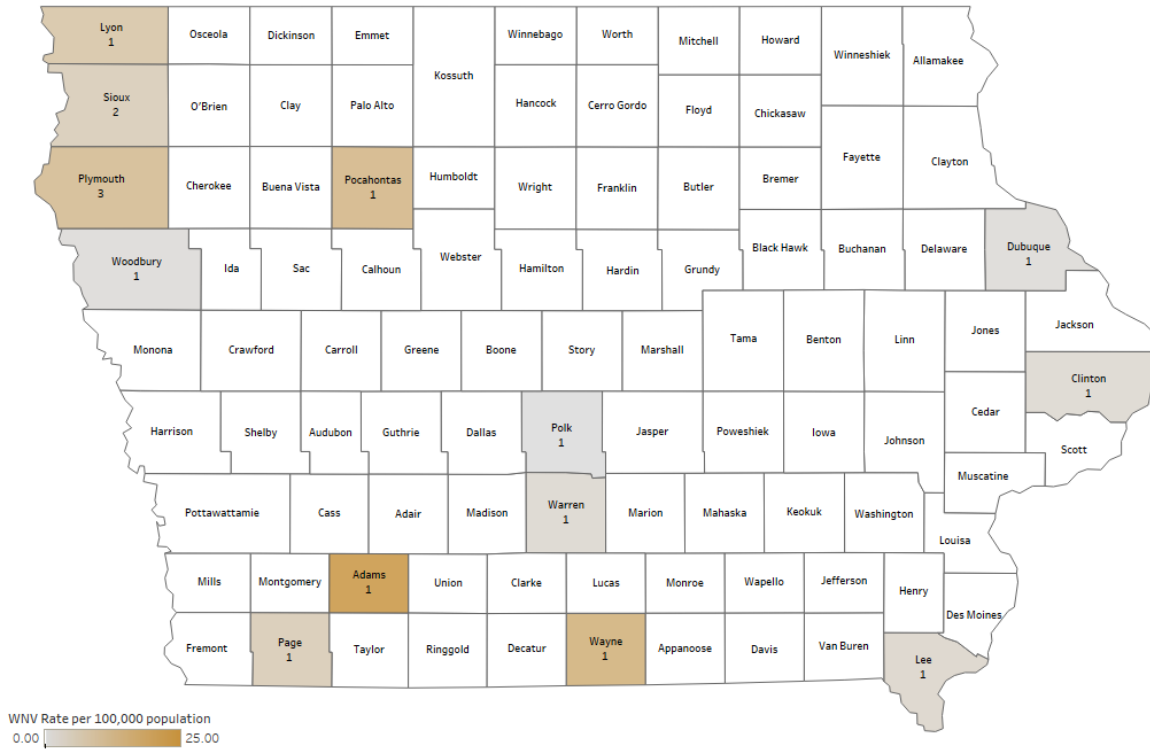 Lyon
1
Osceola
Dickinson
Emmet
Winnebago
Worth
Mitchell
Howard
Winneshiek
Allamakee
Kossuth
Sioux
2
O'Brien
Clay
Palo Alto
Hancock
Cerro Gordo
Floyd
Chickasaw
Fayette
Clayton
Plymouth
3
Cherokee
Buena Vista
Pocahontas
1
Humboldt
Wright
Franklin
Butler
Bremer
Woodbury
1
Ida
Sac
Calhoun
Webster
Hamilton
Hardin
Grundy
Black Hawk
Buchanan
Delaware
Dubuque
1
Monona
Crawford
Carroll
Greene
Boone
Story
Marshall
Tama
Benton
Linn
Jones
Jackson
Clinton
1
Harrison
Shelby
Audubon
Guthrie
Dallas
Polk
1
Jasper
Poweshiek
Iowa
Johnson
Cedar
Scott
Muscatine
Pottawattamie
Cass
Adair
Madison
Warren
1
Marion
Mahaska
Keokuk
Washington
Louisa
Mills
Montgomery
Adams
1
Union
Clarke
Lucas
Monroe
Wapello
Jefferson
Henry
Des Moines
Fremont
Page
1
Taylor
Ringgold
Decatur
Wayne
1
Appanoose
Davis
Van Buren
Lee
1
WNV Rate per 100,000 population
0.00 25.00